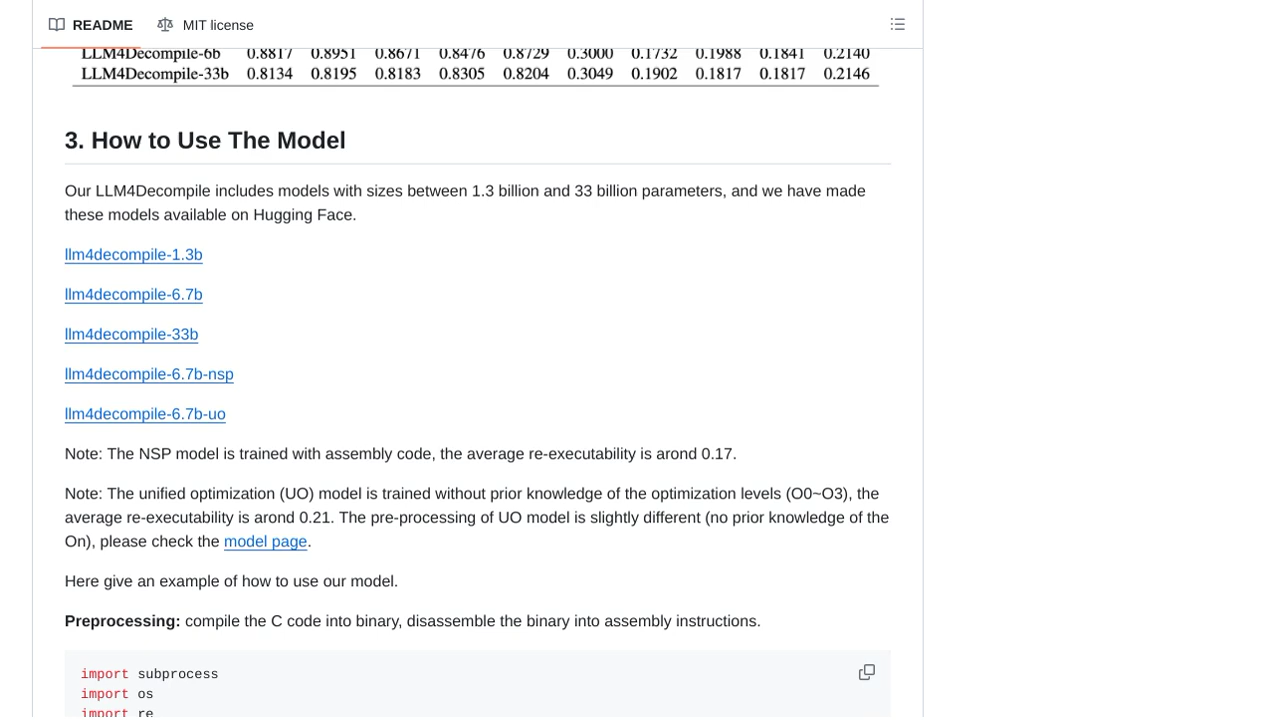 README MIT license
LLM4Decompile-6b 0.8817 0.8951 0.8671 0.8476 0.8729 0.3000 0.1732 0.1988 0.1841 0.2140
LLM4Decompile-33b 0.8134 0.8195 0.8183 0.8305 0.8204 0.3049 0.1902 0.1817 0.1817 0.2146
3. How to Use The Model
Our LLM4Decompile includes models with sizes between 1.3 billion and 33 billion parameters, and we have made
these models available on Hugging Face.
llm4decompile-1.3b
llm4decompile-6.7b
llm4decompile-33b
llm4decompile-6.7b-nsp
llm4decompile-6.7b-uo
Note: The NSP model is trained with assembly code, the average re-executability is arond 0.17.
Note: The unified optimization (UO) model is trained without prior knowledge of the optimization levels (O0~O3), the
average re-executability is arond 0.21. The pre-processing of UO model is slightly different (no prior knowledge of the
On), please check the model page.
Here give an example of how to use our model.
Preprocessing: compile the C code into binary, disassemble the binary into assembly instructions.
import subprocess
import os
import re